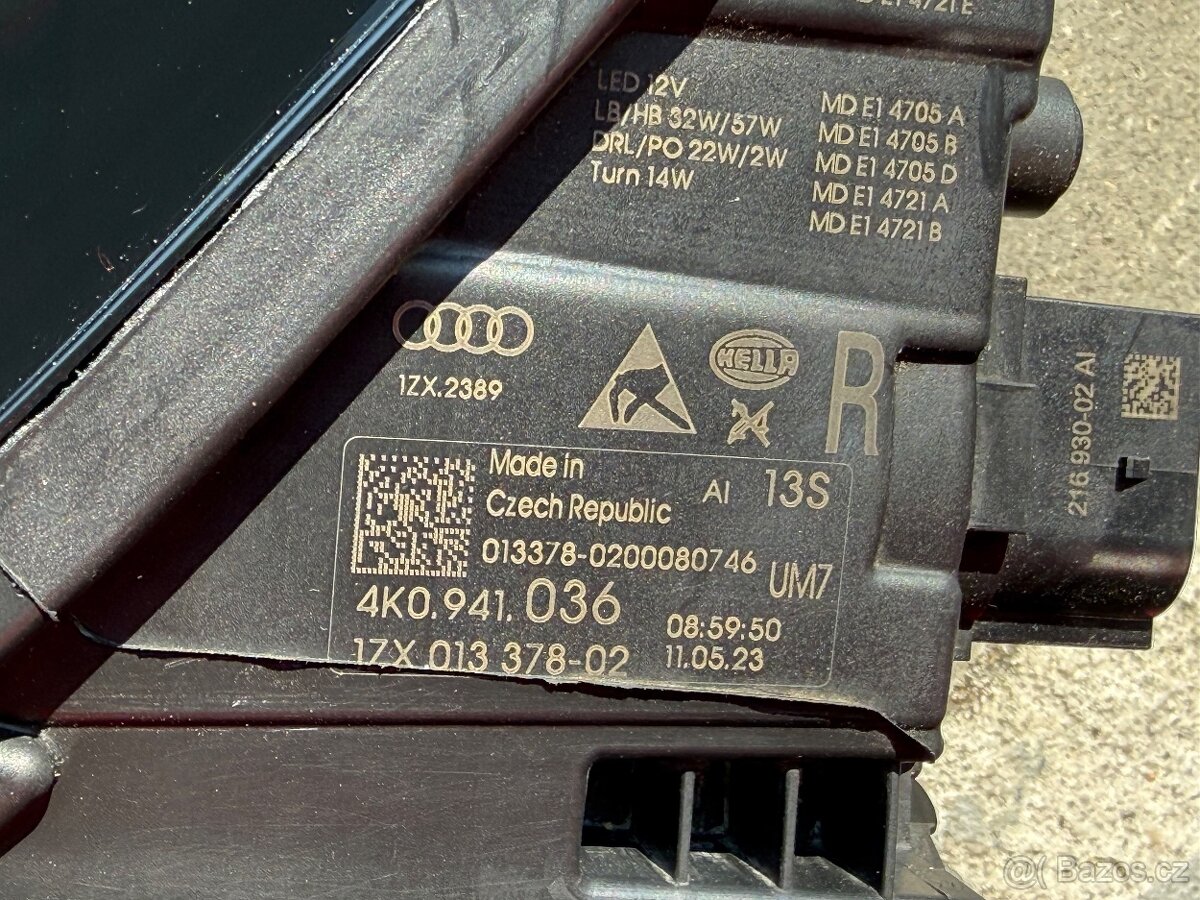 LED 12V
LB/HB 32W/57W
DRL/PO 22W/2W
Turn 14W
MD E1 4721 E
MD E1 4705 A
MD E1 4705 B
MD E1 4705 D
MD E1 4721 A
MD E1 4721 B
1ZX.2389
HELLA
R
Made in
Czech Republic
AI 13S
013378-0200080746
UM7
4K0.941.036
08:59:50
1ZX 013 378-02
11.05.23
216 930-02 AI
@( Bazos.cz